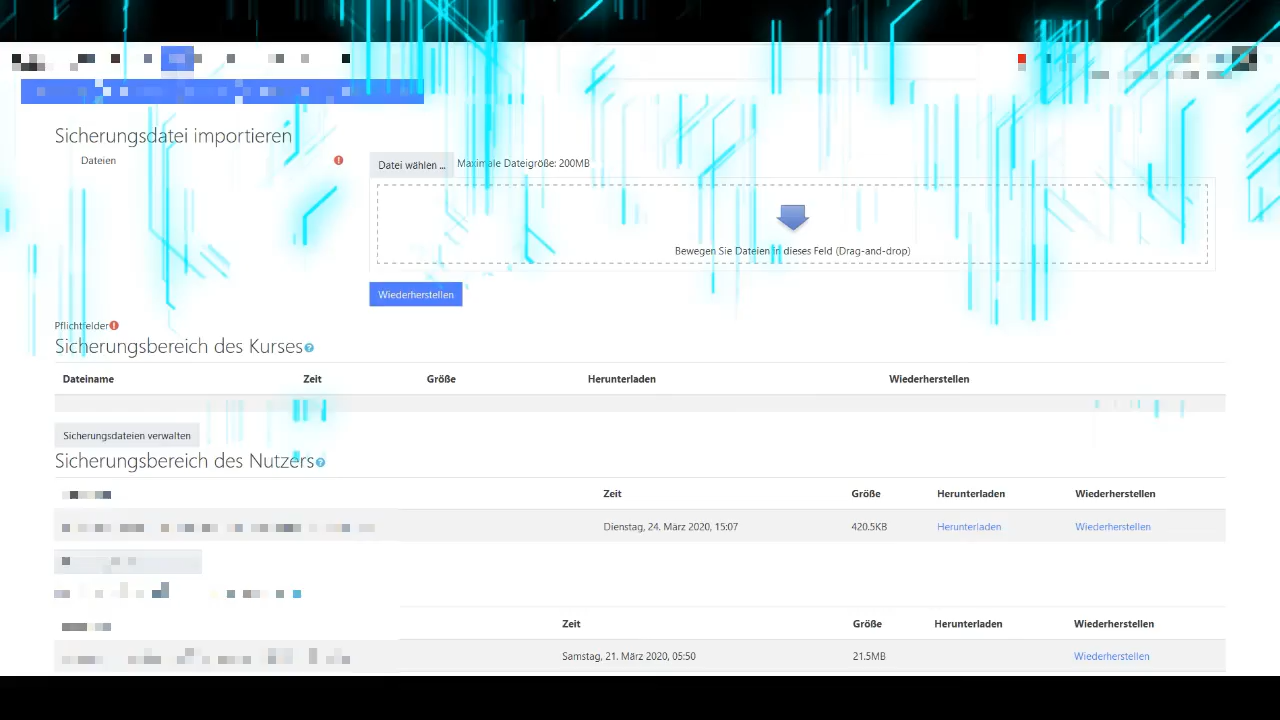 Sicherungsdatei importieren
Dateien
Datei wählen ... Maximale Dateigröße: 200MB
Bewegen Sie Dateien in dieses Feld (Drag-and-drop)
Wiederherstellen
Pflichtfelder
Sicherungsbereich des Kurses
Dateiname Zeit Größe Herunterladen Wiederherstellen
Sicherungsdateien verwalten
Sicherungsbereich des Nutzers
Zeit Größe Herunterladen Wiederherstellen
Dienstag, 24. März 2020, 15:07 420.5KB Herunterladen Wiederherstellen
Zeit Größe Herunterladen Wiederherstellen
Samstag, 21. März 2020, 05:50 21.5MB Wiederherstellen